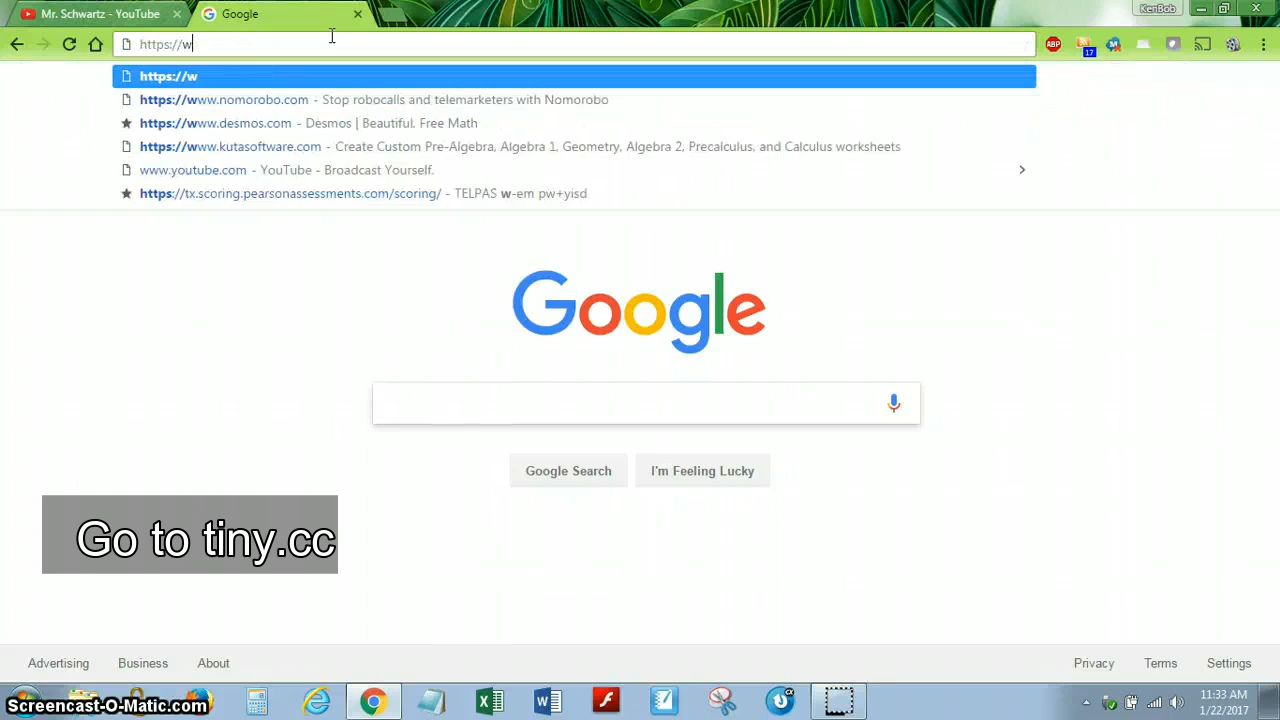 Mr. Schwartz - YouTube
Google
KenBob
https://w
ABP
17
https://w
https://www.nomorobo.com - Stop robocalls and telemarketers with Nomorobo
https://www.desmos.com - Desmos | Beautiful, Free Math
https://www.kutasoftware.com - Create Custom Pre-Algebra, Algebra 1, Geometry, Algebra 2, Precalculus, and Calculus worksheets
www.youtube.com - YouTube - Broadcast Yourself.
https://tx.scoring.pearsonassessments.com/scoring/ - TELPAS w-em pw+yisd
Google
Google Search
I'm Feeling Lucky
Go to tiny.cc
Advertising
Business
About
Privacy
Terms
Settings
Screencast-O-Matic.com
11:33 AM
1/22/2017